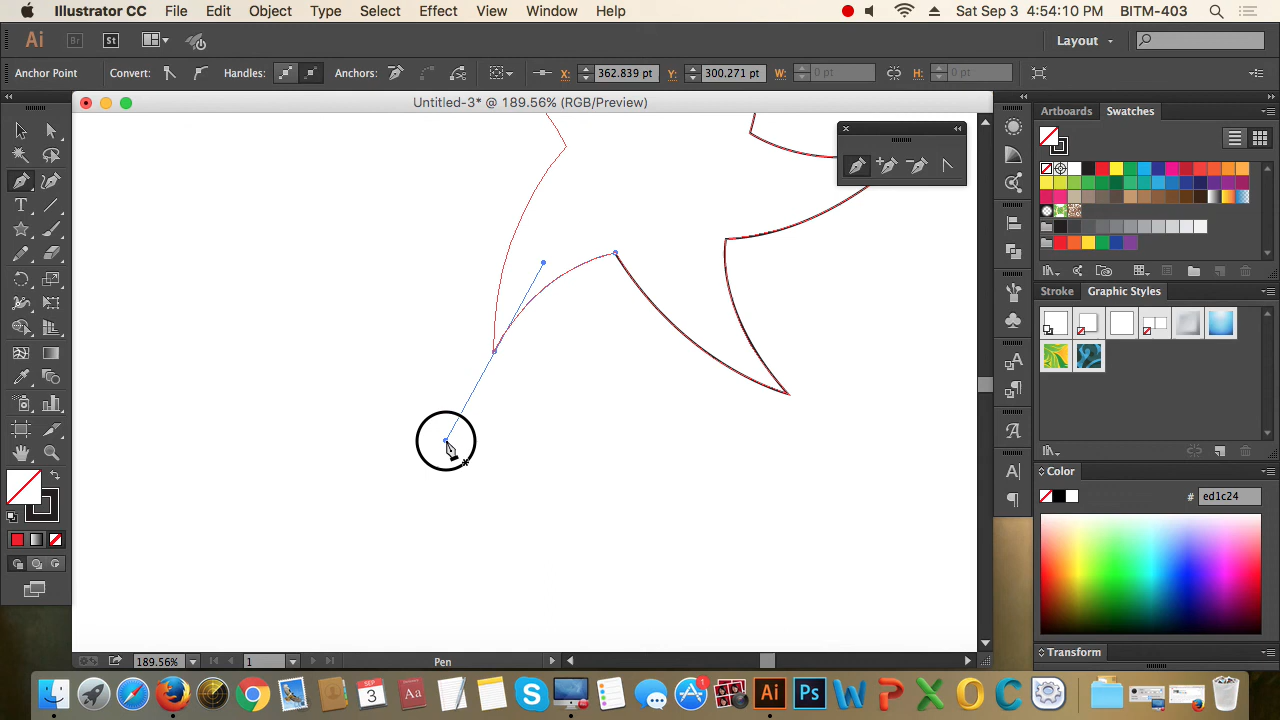 Illustrator CC File Edit Object Type Select Effect View Window Help Sat Sep 3 4:54:10 PM BITM-403
Ai Br St Layout
Anchor Point Convert: Handles: Anchors: X: 362.839 pt Y: 300.271 pt W: 0 pt H: 0 pt
Untitled-3* @ 189.56% (RGB/Preview)
Artboards Swatches
Stroke Graphic Styles
Color
# ed1c24
Transform
189.56% 1 Pen
SEP
3